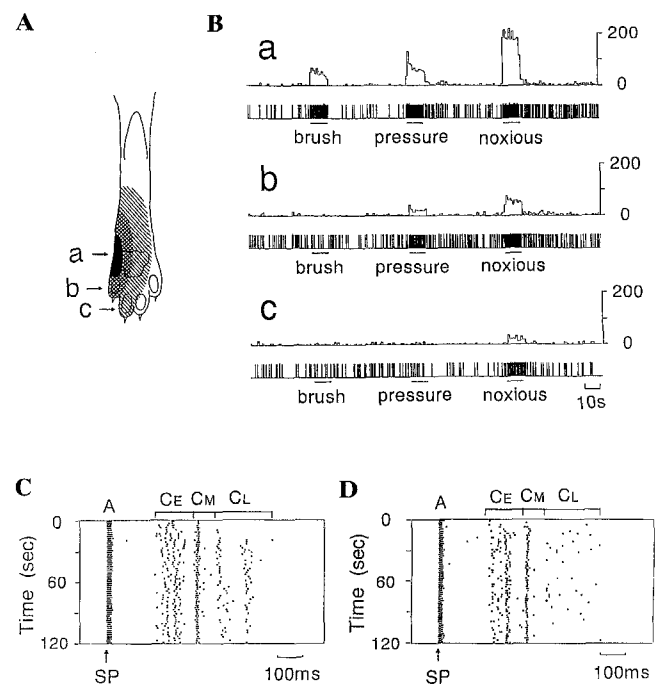 A
B
a
200
0
brush pressure noxious
a
b
c
b
200
0
brush pressure noxious
c
200
0
brush pressure noxious
10s
C
A CE CM CL
0
60
120
Time (sec)
SP
100ms
D
A CE CM CL
0
60
120
Time (sec)
SP
100ms